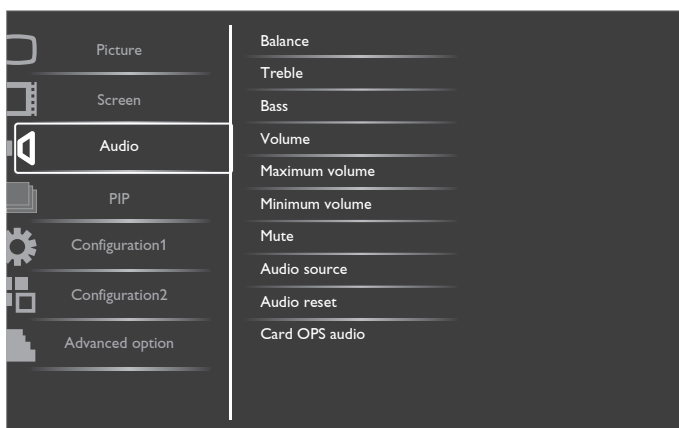 Picture
Screen
Audio
PIP
Configuration1
Configuration2
Advanced option
Balance
Treble
Bass
Volume
Maximum volume
Minimum volume
Mute
Audio source
Audio reset
Card OPS audio